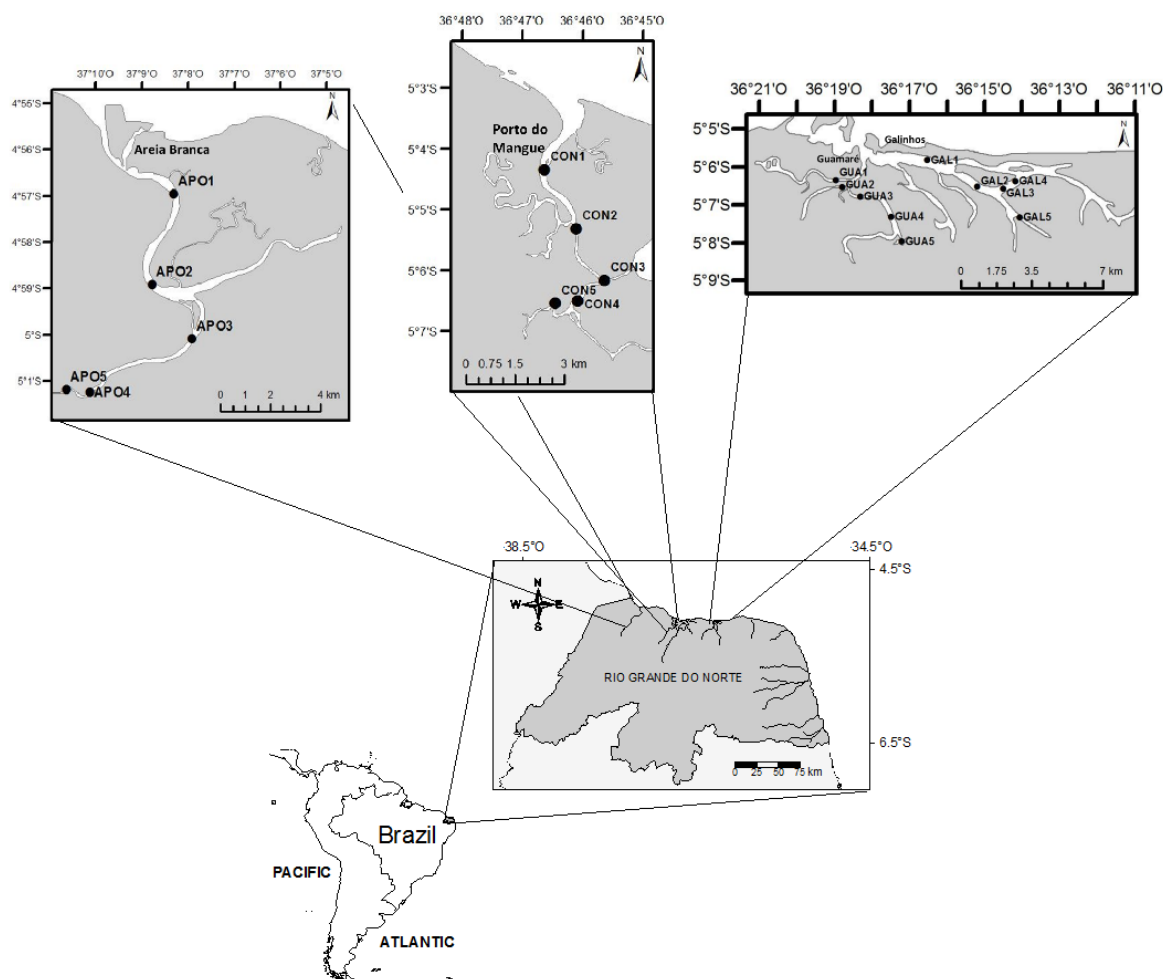 36°48'O 36°47'O 36°46'O 36°45'O
N
5°3'S
5°4'S
5°5'S
5°6'S
5°7'S
Porto do
Mangue
CON1
CON2
CON3
CON5
CON4
0 0.75 1.5 3 km
37°10'O 37°9'O 37°8'O 37°7'O 37°6'O 37°5'O
N
4°55'S
4°56'S
4°57'S
4°58'S
4°59'S
5°S
5°1'S
Areia Branca
APO1
APO2
APO3
APO5
APO4
0 1 2 4 km
36°21'O 36°19'O 36°17'O 36°15'O 36°13'O 36°11'O
N
5°5'S
5°6'S
5°7'S
5°8'S
5°9'S
Galinhos
Guamaré
GAL1
GUA1
GUA2
GUA3
GUA4
GUA5
GAL2
GAL4
GAL3
GAL5
0 1.75 3.5 7 km
38.5°O 34.5°O
4.5°S
6.5°S
N
W E
S
RIO GRANDE DO NORTE
0 25 50 75 km
Brazil
PACIFIC
ATLANTIC